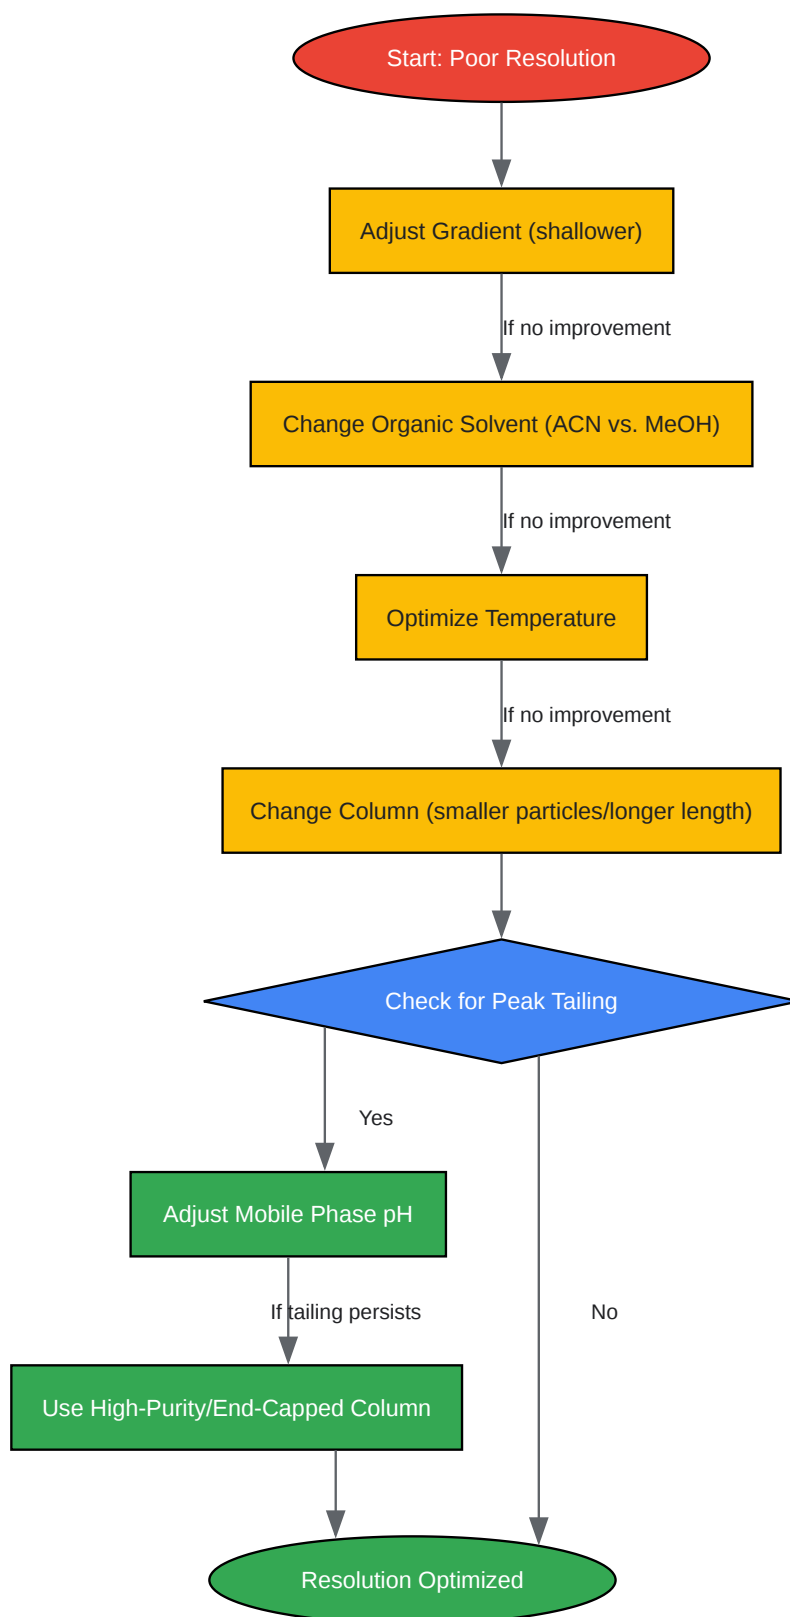 Start: Poor Resolution
Adjust Gradient (shallower)
If no improvement
Change Organic Solvent (ACN vs. MeOH)
If no improvement
Optimize Temperature
If no improvement
Change Column (smaller particles/longer length)
Check for Peak Tailing
Yes
Adjust Mobile Phase pH
If tailing persists
No
Use High-Purity/End-Capped Column
Resolution Optimized